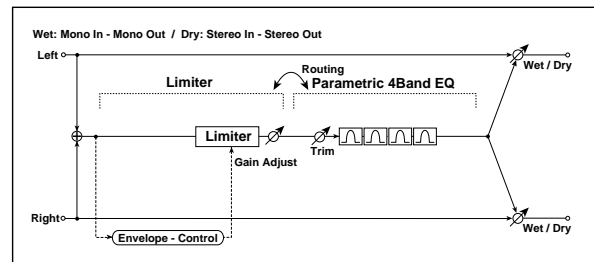 Wet: Mono In - Mono Out / Dry: Stereo In - Stereo Out
Left
Wet / Dry
Routing
Limiter
Parametric 4Band EQ
Limiter
Gain Adjust
Trim
Right
Envelope - Control
Wet / Dry